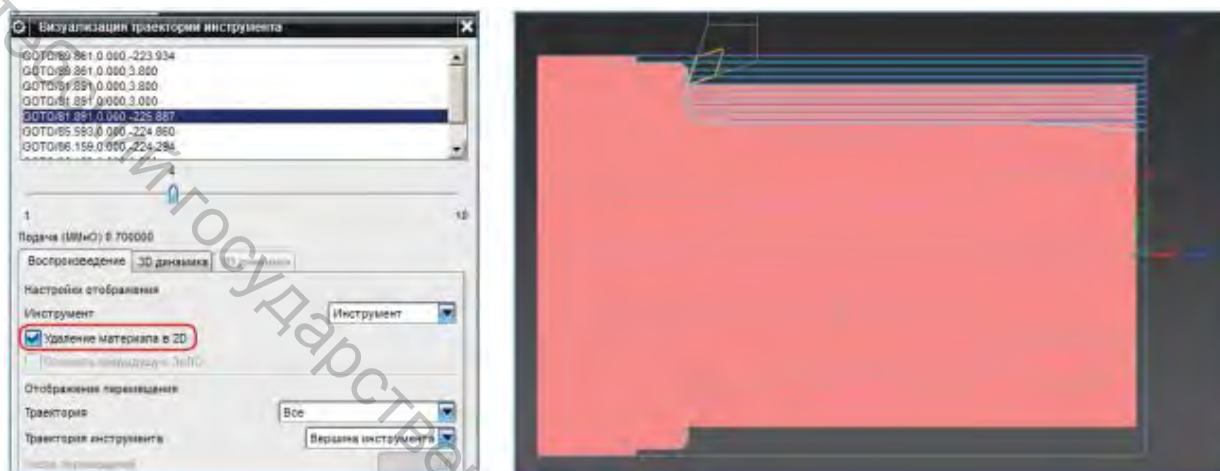 Визуализация траектории инструмента
GOTO/89.861,0.000,-223.934
GOTO/89.861,0.000,3.800
GOTO/81.891,0.000,3.800
GOTO/81.891,0.000,3.000
GOTO/81.891,0.000,-225.887
GOTO/85.593,0.000,-224.860
GOTO/86.159,0.000,-224.294
4
1
10
Подача (ММнО) 0.700000
Воспроизведение 3D динамика
Настройки отображения
Инструмент Инструмент
Удаление материала в 2D
Отображение перемещения
Траектория Все
Траектория инструмента Вершина инструмента